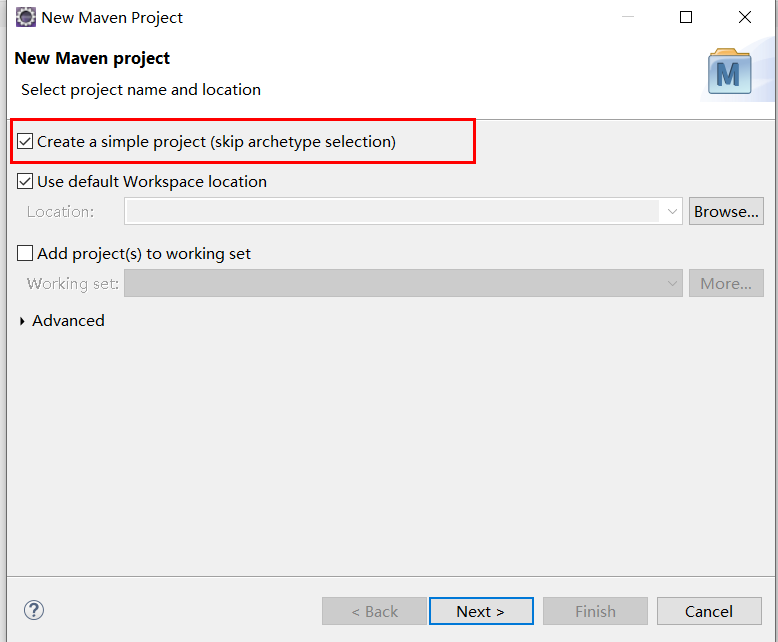 New Maven Project
New Maven project
Select project name and location
M
Create a simple project (skip archetype selection)
Use default Workspace location
Location:
Browse...
Add project(s) to working set
Working set:
More...
Advanced
?
< Back
Next >
Finish
Cancel